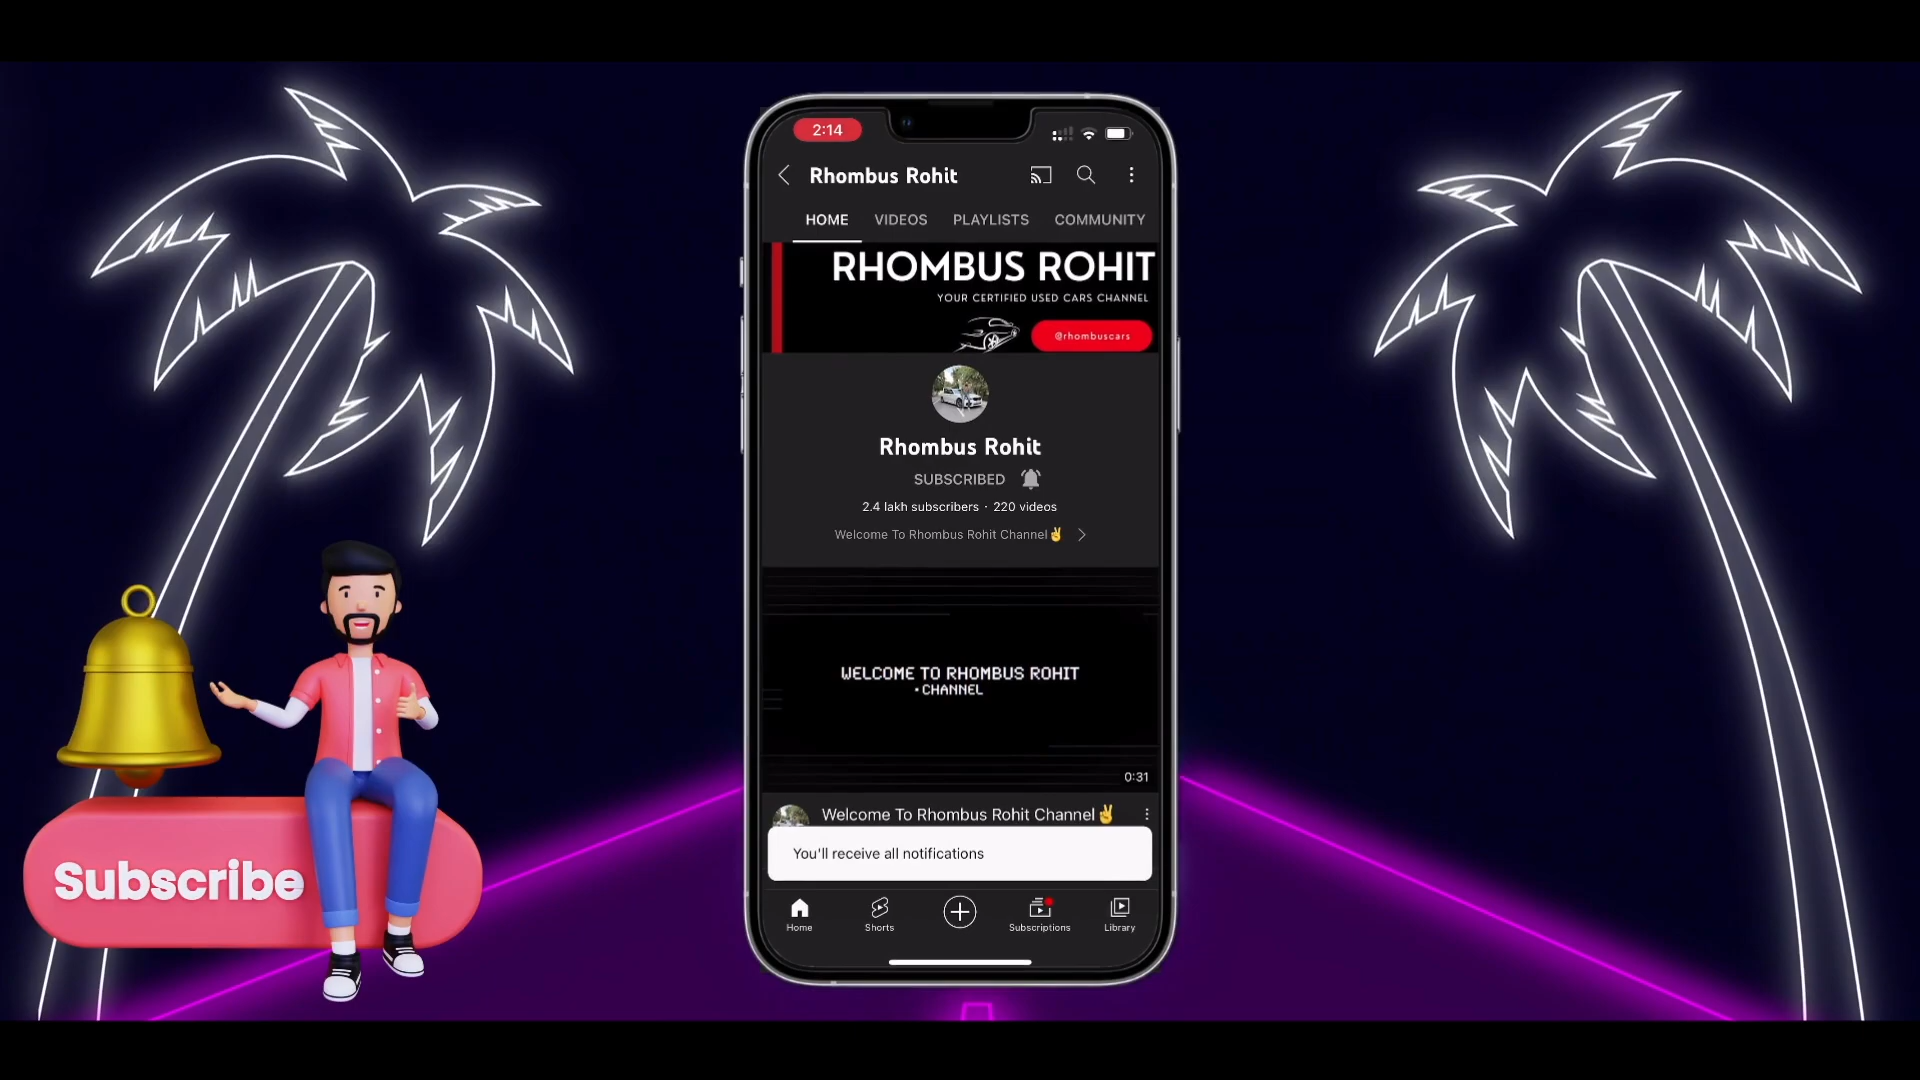 2:14
Rhombus Rohit
HOME VIDEOS PLAYLISTS COMMUNITY
RHOMBUS ROHIT
YOUR CERTIFIED USED CARS CHANNEL
@rhombuscars
Rhombus Rohit
SUBSCRIBED
2.4 lakh subscribers · 220 videos
Welcome To Rhombus Rohit Channel✌️
WELCOME TO RHOMBUS ROHIT
•CHANNEL
0:31
Welcome To Rhombus Rohit Channel✌️
You'll receive all notifications
Home Shorts Subscriptions Library
Subscribe